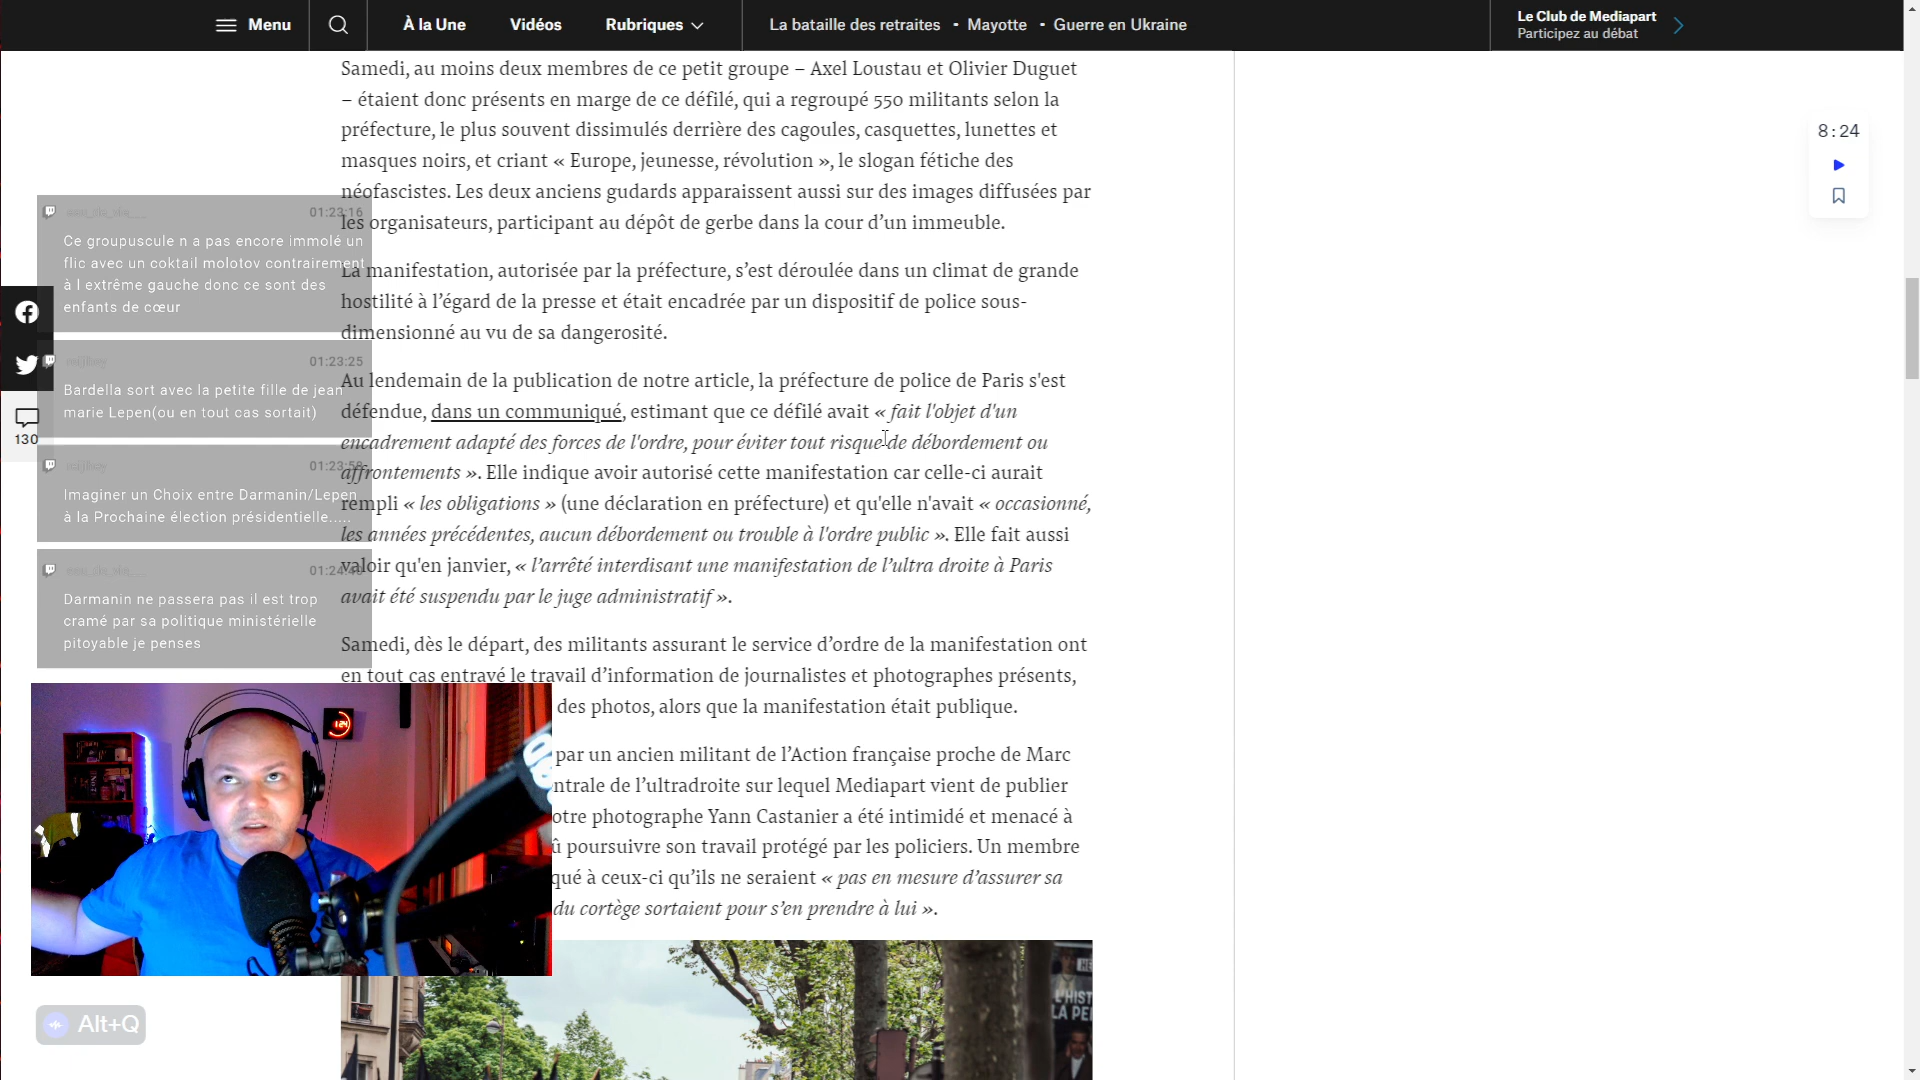 Menu
À la Une
Vidéos
Rubriques
La bataille des retraites • Mayotte • Guerre en Ukraine
Le Club de Mediapart
Participez au débat
Samedi, au moins deux membres de ce petit groupe – Axel Loustau et Olivier Duguet
– étaient donc présents en marge de ce défilé, qui a regroupé 550 militants selon la
préfecture, le plus souvent dissimulés derrière des cagoules, casquettes, lunettes et
masques noirs, et criant « Europe, jeunesse, révolution », le slogan fétiche des
néofascistes. Les deux anciens gudards apparaissent aussi sur des images diffusées par
les organisateurs, participant au dépôt de gerbe dans la cour d’un immeuble.
La manifestation, autorisée par la préfecture, s’est déroulée dans un climat de grande
hostilité à l’égard de la presse et était encadrée par un dispositif de police sous-
dimensionné au vu de sa dangerosité.
Au lendemain de la publication de notre article, la préfecture de police de Paris s'est
défendue, dans un communiqué, estimant que ce défilé avait « fait l'objet d'un
encadrement adapté des forces de l'ordre, pour éviter tout risque de débordement ou
affrontements ». Elle indique avoir autorisé cette manifestation car celle-ci aurait
rempli « les obligations » (une déclaration en préfecture) et qu'elle n'avait « occasionné,
les années précédentes, aucun débordement ou trouble à l'ordre public ». Elle fait aussi
valoir qu'en janvier, « l’arrêté interdisant une manifestation de l’ultra droite à Paris
avait été suspendu par le juge administratif ».
Samedi, dès le départ, des militants assurant le service d’ordre de la manifestation ont
en tout cas entravé le travail d’information de journalistes et photographes présents,
des photos, alors que la manifestation était publique.
par un ancien militant de l’Action française proche de Marc
ntrale de l’ultradroite sur lequel Mediapart vient de publier
otre photographe Yann Castanier a été intimidé et menacé à
û poursuivre son travail protégé par les policiers. Un membre
qué à ceux-ci qu’ils ne seraient « pas en mesure d’assurer sa
du cortège sortaient pour s’en prendre à lui ».
8:24
01:23:16
Ce groupuscule n a pas encore immolé un
flic avec un coktail molotov contrairement
à l extrême gauche donc ce sont des
enfants de cœur
01:23:25
Bardella sort avec la petite fille de jean
marie Lepen(ou en tout cas sortait)
130
Imaginer un Choix entre Darmanin/Lepen
à la Prochaine élection présidentielle.....
Darmanin ne passera pas il est trop
cramé par sa politique ministérielle
pitoyable je penses
Alt+Q
L'HIST